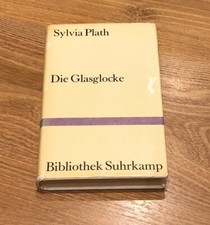 Sylvia Plath
Die Glasglocke
Bibliothek Suhrkamp